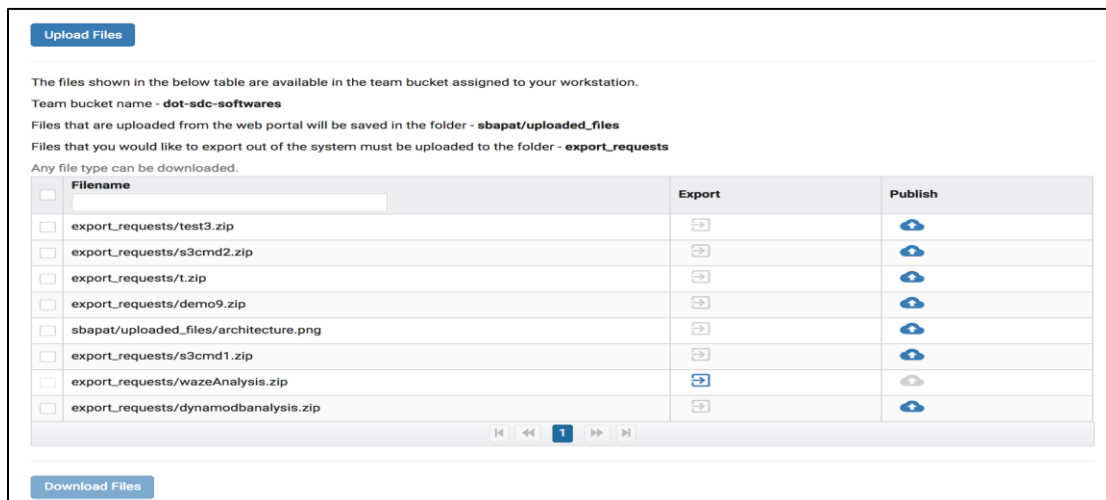 Upload Files
The files shown in the below table are available in the team bucket assigned to your workstation.
Team bucket name - dot-sdc-softwares
Files that are uploaded from the web portal will be saved in the folder - sbapat/uploaded_files
Files that you would like to export out of the system must be uploaded to the folder - export_requests
Any file type can be downloaded.
Filename Export Publish
export_requests/test3.zip
export_requests/s3cmd2.zip
export_requests/t.zip
export_requests/demo9.zip
sbapat/uploaded_files/architecture.png
export_requests/s3cmd1.zip
export_requests/wazeAnalysis.zip
export_requests/dynamodbanalysis.zip
1
Download Files